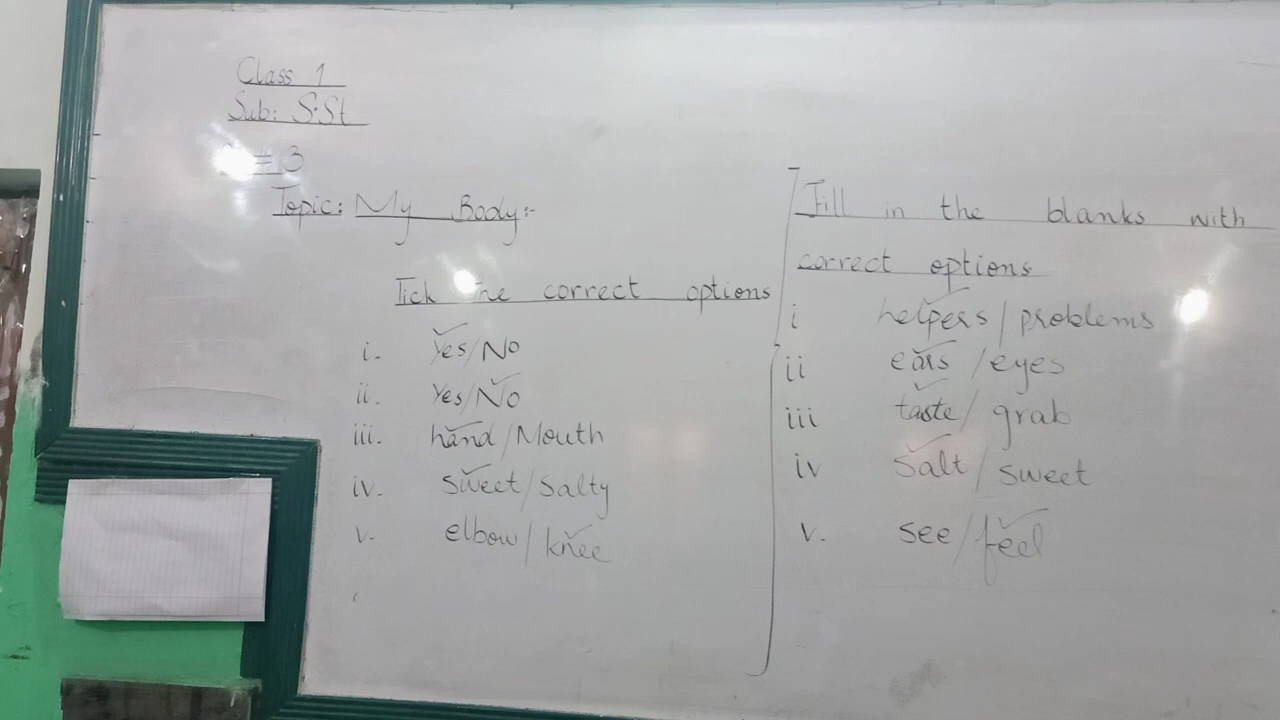 Class 1
Sub: S.St
# 3
Topic: My Body:-
Tick the correct options
i. Yes/No
ii. Yes/No
iii. hand/Mouth
iv. sweet/salty
v. elbow/knee
Fill in the blanks with
correct options
i helpers/problems
ii ears/eyes
iii taste/grab
iv salt/sweet
v. see/feel